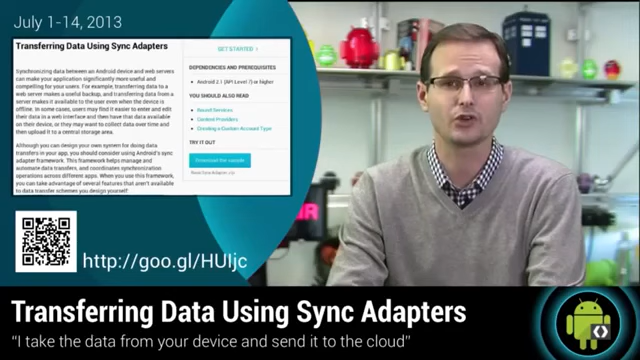 July 1-14, 2013
Transferring Data Using Sync Adapters
GET STARTED
Synchronizing data between an Android device and web servers
can make your application significantly more useful and
compelling for your users. For example, transferring data to a
web server makes a useful backup, and transferring data from a
server makes it available to the user even when the device is
offline. In some cases, users may find it easier to enter and edit
their data in a web interface and then have that data available
on their device, or they may want to collect data over time and
then upload it to a central storage area.
Although you can design your own system for doing data
transfers in your app, you should consider using Android's sync
adapter framework. This framework helps manage and
automate data transfers, and coordinates synchronization
operations across different apps. When you use this framework,
you can take advantage of several features that aren't available
to data transfer schemes you design yourself:
DEPENDENCIES AND PREREQUISITES
• Android 2.1 (API Level 7) or higher
YOU SHOULD ALSO READ
• Bound Services
• Content Providers
• Creating a Custom Account Type
TRY IT OUT
Download the sample
http://goo.gl/HUIjc
Transferring Data Using Sync Adapters
“I take the data from your device and send it to the cloud”